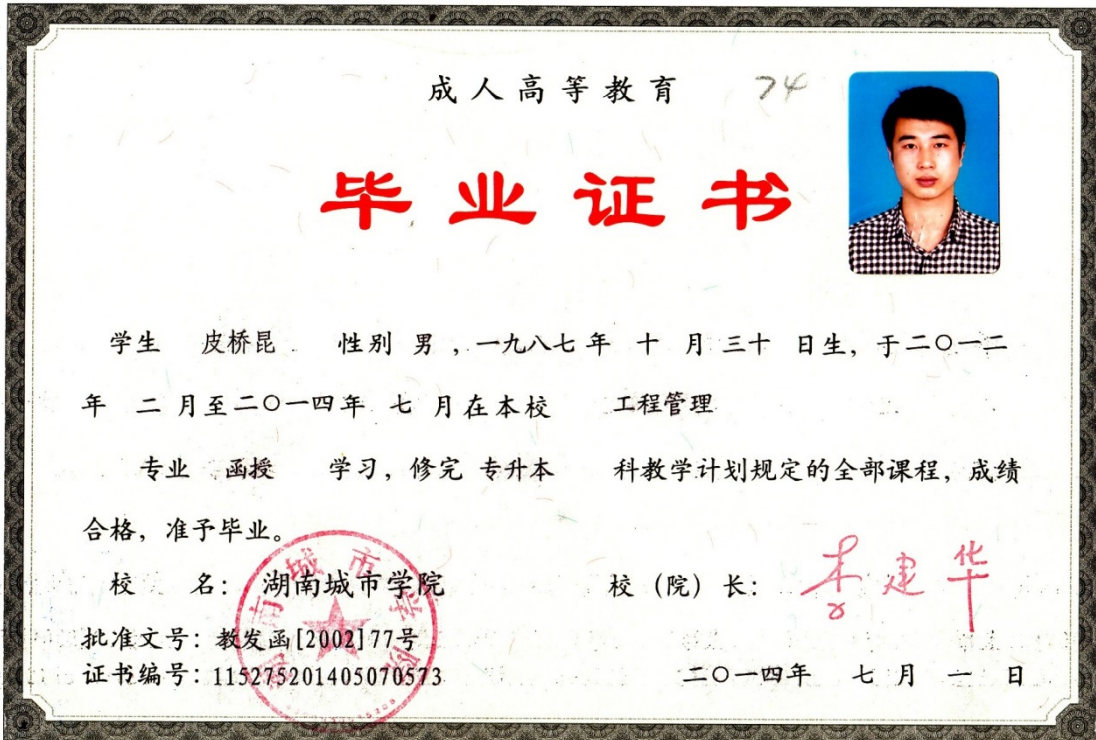 成人高等教育 74
毕业证书
学生 皮桥昆 性别 男，一九八七年 十 月 三十 日生，于二〇一二
年 二 月至二〇一四年 七 月在本校 工程管理
专业 函授 学习，修完 专升本 科教学计划规定的全部课程，成绩
合格，准予毕业。
校 名：湖南城市学院 校（院）长：李建华
批准文号：教发函[2002]77号
证书编号：115275201405070573 二〇一四年 七 月 一 日
湖南城市学院